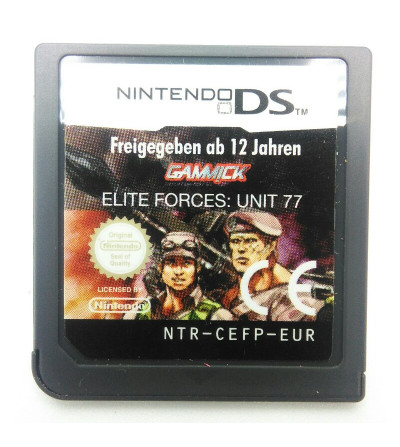 NINTENDO DS TM
Freigegeben ab 12 Jahren
GAMMICK
ELITE FORCES: UNIT 77
Original
Nintendo
Seal of
Quality
LICENSED BY
Nintendo
CE
NTR-CEFP-EUR